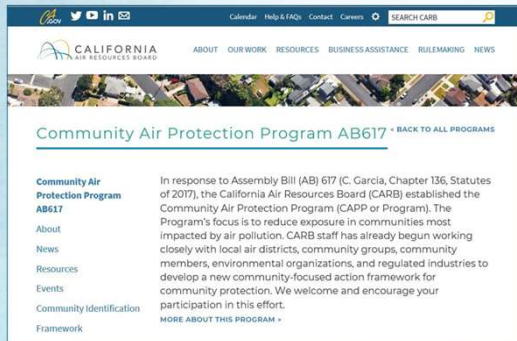 CA.GOV
Calendar Help & FAQs Contact Careers SEARCH CARB
CALIFORNIA
AIR RESOURCES BOARD
ABOUT OUR WORK RESOURCES BUSINESS ASSISTANCE RULEMAKING NEWS
Community Air Protection Program AB617
< BACK TO ALL PROGRAMS
Community Air
Protection Program
AB617
About
News
Resources
Events
Community Identification
Framework
In response to Assembly Bill (AB) 617 (C. Garcia, Chapter 136, Statutes
of 2017), the California Air Resources Board (CARB) established the
Community Air Protection Program (CAPP or Program). The
Program's focus is to reduce exposure in communities most
impacted by air pollution. CARB staff has already begun working
closely with local air districts, community groups, community
members, environmental organizations, and regulated industries to
develop a new community-focused action framework for
community protection. We welcome and encourage your
participation in this effort.
MORE ABOUT THIS PROGRAM >